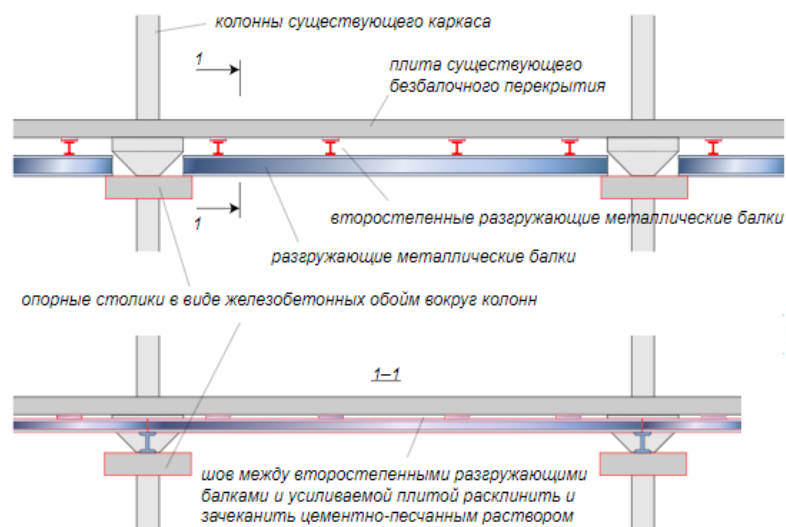 колонны существующего каркаса
1
плита существующего
безбалочного перекрытия
1
второстепенные разгружающие металлические балки
разгружающие металлические балки
опорные столики в виде железобетонных обойм вокруг колонн
1–1
шов между второстепенными разгружающими
балками и усиливаемой плитой расклинить и
зачеканить цементно-песчанным раствором